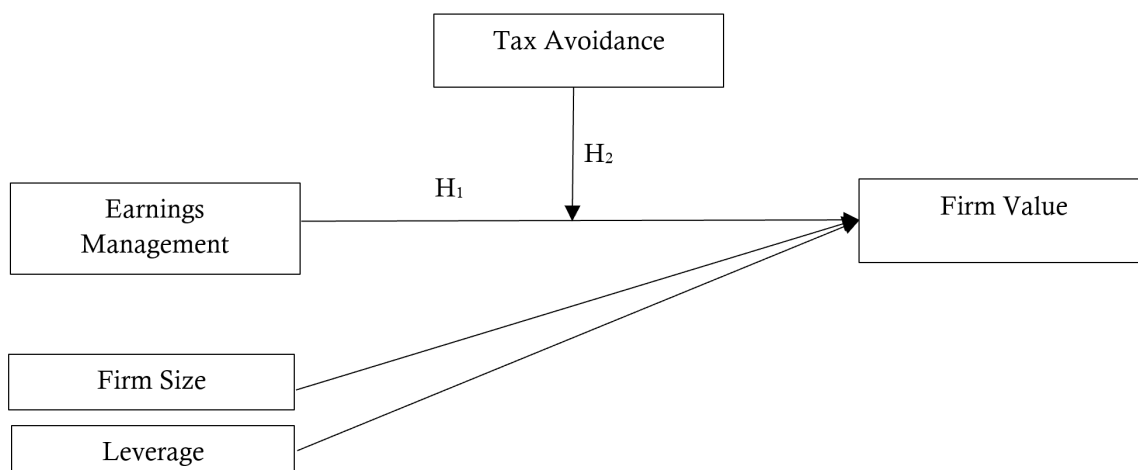 Tax Avoidance
H₂
H₁
Earnings
Management
Firm Value
Firm Size
Leverage